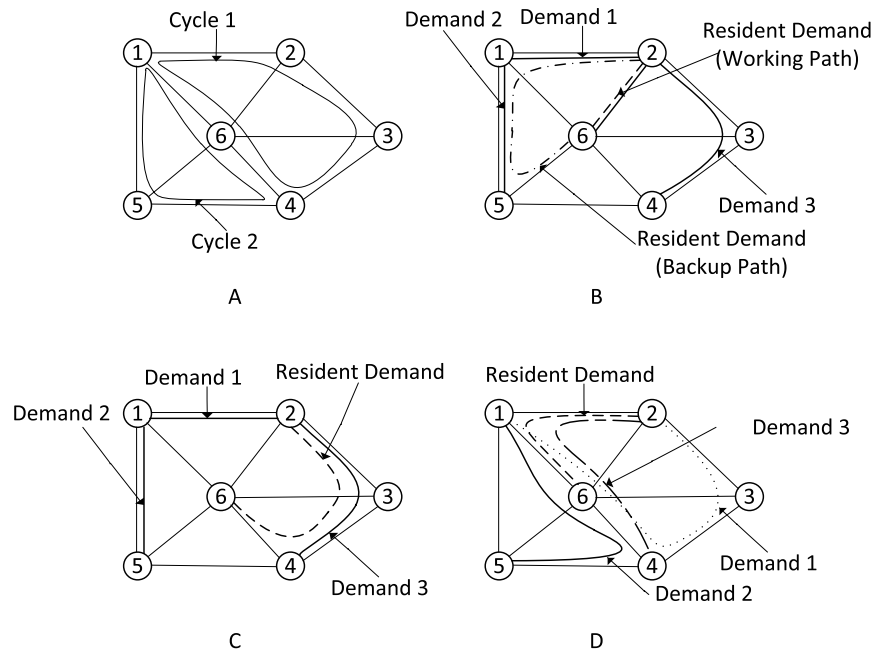 Cycle 1
1
2
6
3
5
4
Cycle 2
A
Demand 2
Demand 1
Resident Demand
(Working Path)
1
2
6
3
5
4
Demand 3
Resident Demand
(Backup Path)
B
Demand 1
Resident Demand
Demand 2
1
2
6
3
5
4
Demand 3
C
Resident Demand
1
2
Demand 3
6
3
5
4
Demand 1
Demand 2
D